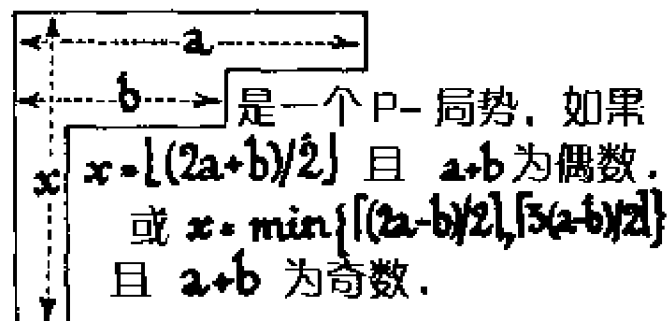 a
b 是一个 P- 局势. 如果
x x=⌊(2a+b)/2⌋ 且 a+b 为偶数.
或 x=min{⌈(2a-b)/2⌉,⌈3(a-b)/2⌉}
且 a+b 为奇数.